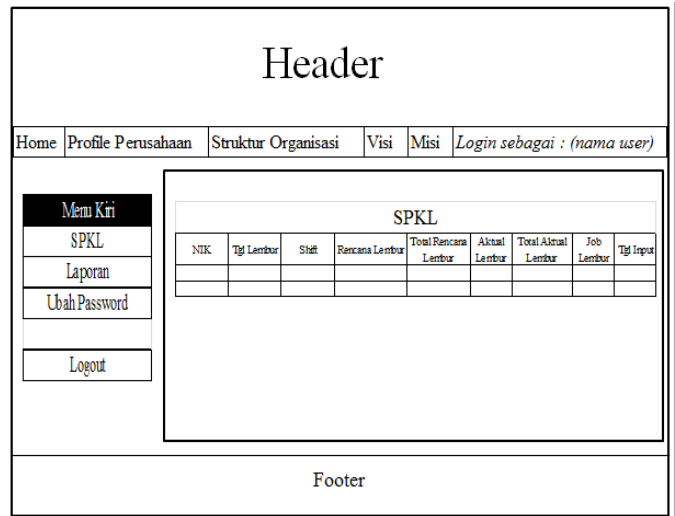 Header
Home Profile Perusahaan Struktur Organisasi Visi Misi Login sebagai : (nama user)
Menu Kiri
SPKL
Laporan
Ubah Password
Logout
SPKL
NIK Tgl Lembur Shift Rencana Lembur Total Rencana Lembur Aktual Lembur Total Aktual Lembur Job Lembur Tgl Input
Footer